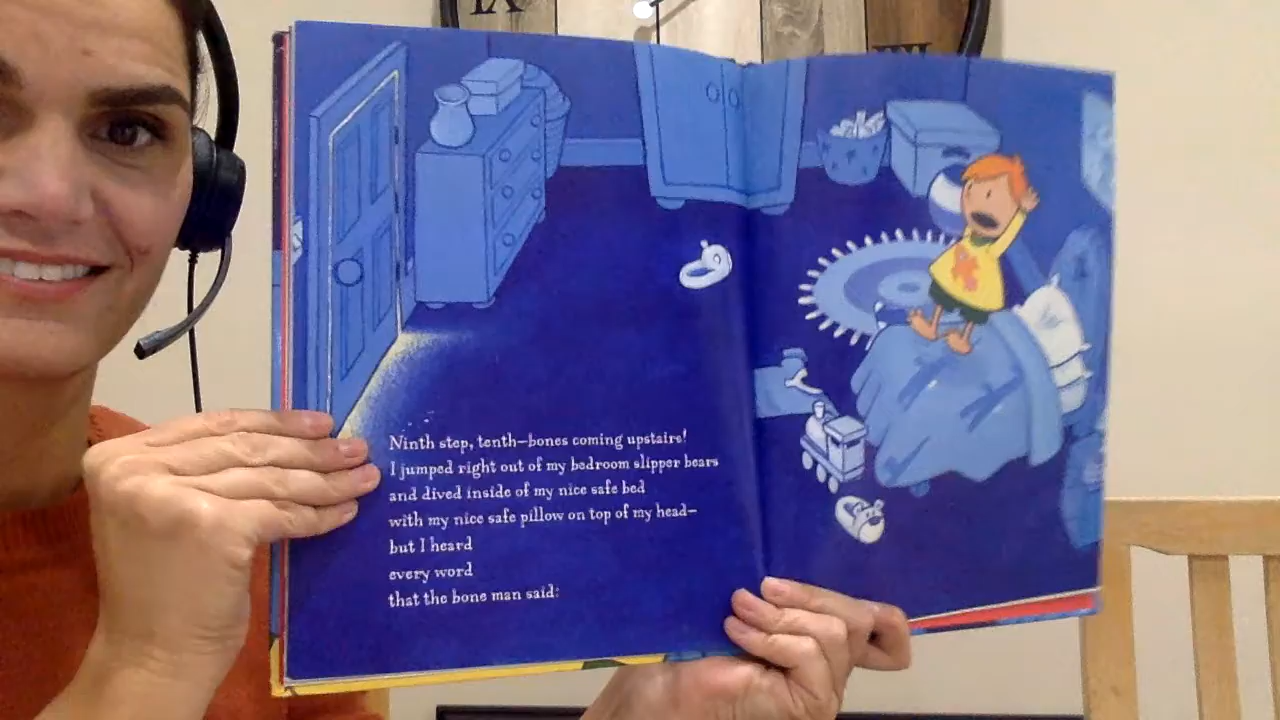 IX
Ninth step, tenth—bones coming upstairs!
I jumped right out of my bedroom slipper bears
and dived inside of my nice safe bed
with my nice safe pillow on top of my head—
but I heard
every word
that the bone man said: